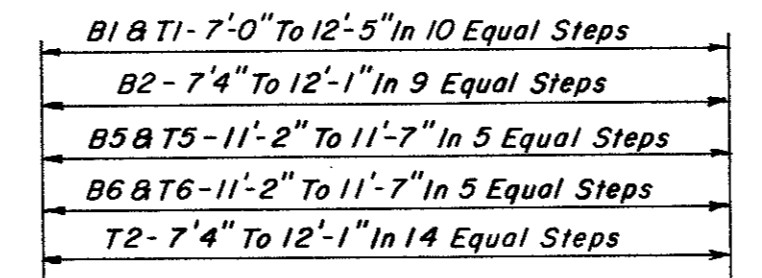 B1 & T1- 7'-0" To 12'-5" In 10 Equal Steps
B2 - 7'4" To 12'-1" In 9 Equal Steps
B5 & T5-11'-2" To 11'-7" In 5 Equal Steps
B6 & T6-11'-2" To 11'-7" In 5 Equal Steps
T2- 7'4" To 12'-1" In 14 Equal Steps